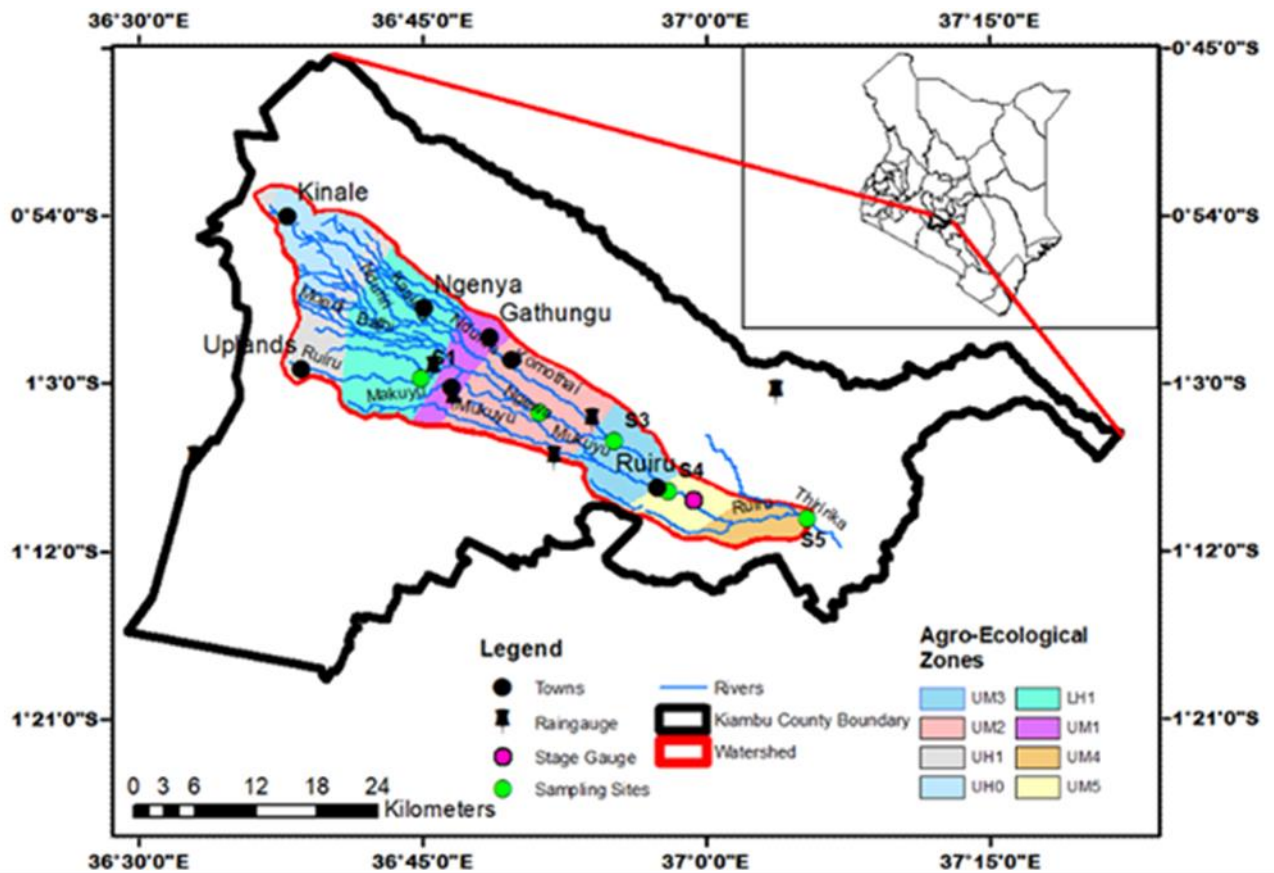 36°30'0"E 36°45'0"E 37°0'0"E 37°15'0"E
0°45'0"S 0°45'0"S
Kinale
0°54'0"S 0°54'0"S
Ngenya
Gathungu
Uplands
Ruiru
S1
Komothai
1°3'0"S 1°3'0"S
Makuyu
Mukuyu
S3
Mukuyu
Ruiru
S4
Ruiru
Thiririka
S5
1°12'0"S 1°12'0"S
Legend
Towns
Raingauge
Stage Gauge
Sampling Sites
Rivers
Kiambu County Boundary
Watershed
Agro-Ecological
Zones
UM3 LH1
UM2 UM1
UH1 UM4
UH0 UM5
1°21'0"S 1°21'0"S
0 3 6 12 18 24
Kilometers
36°30'0"E 36°45'0"E 37°0'0"E 37°15'0"E